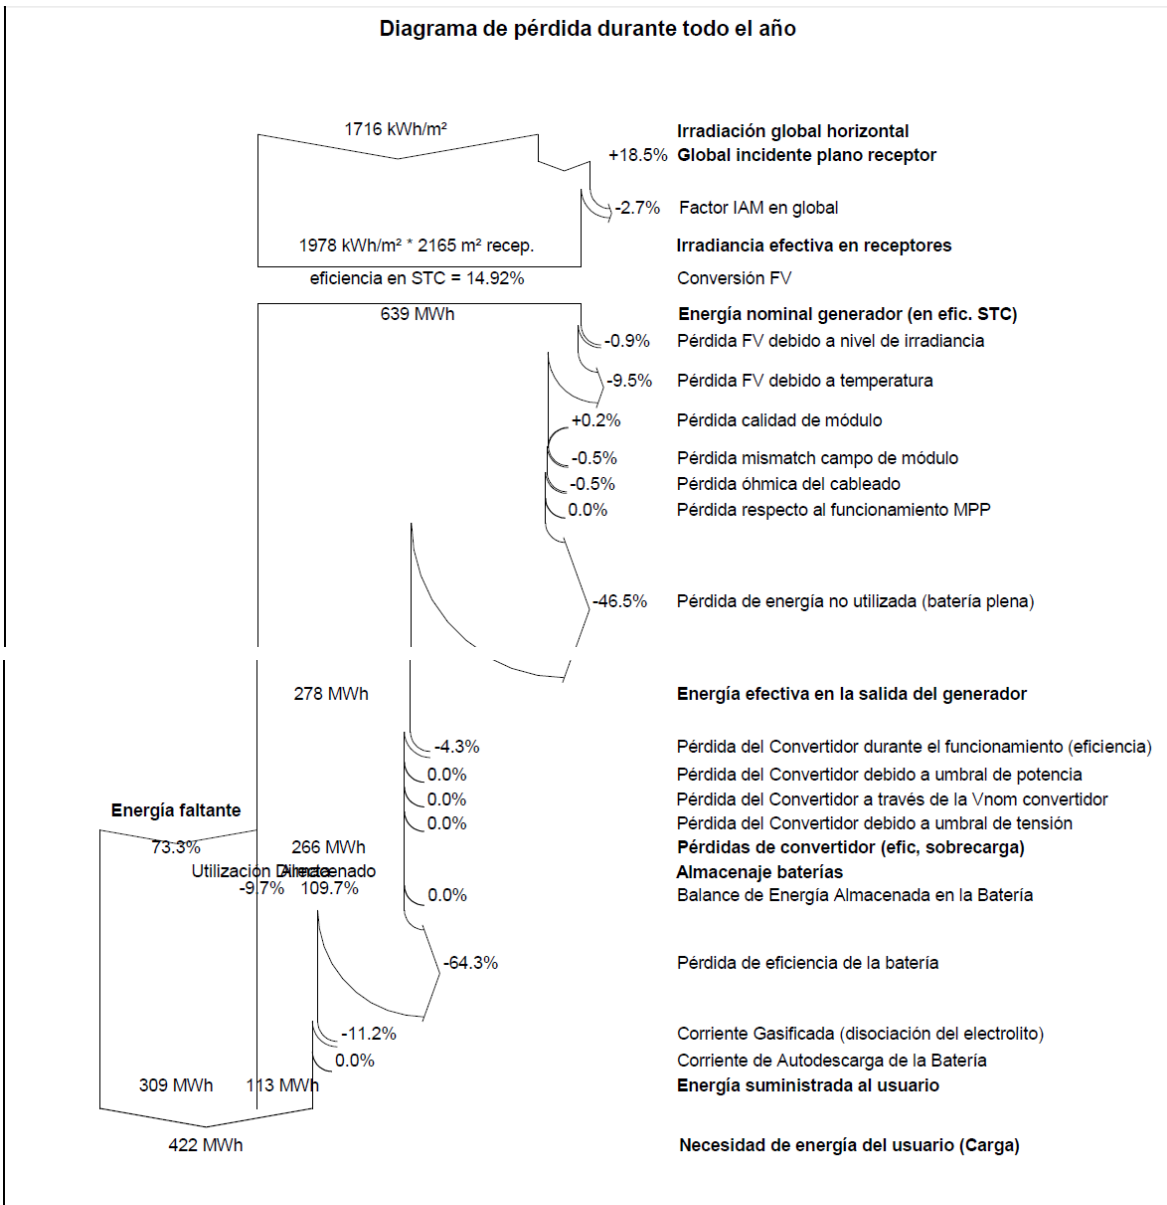 Diagrama de pérdida durante todo el año
1716 kWh/m² Irradiación global horizontal
+18.5% Global incidente plano receptor
-2.7% Factor IAM en global
1978 kWh/m² * 2165 m² recep. Irradiancia efectiva en receptores
eficiencia en STC = 14.92% Conversión FV
639 MWh Energía nominal generador (en efic. STC)
-0.9% Pérdida FV debido a nivel de irradiancia
-9.5% Pérdida FV debido a temperatura
+0.2% Pérdida calidad de módulo
-0.5% Pérdida mismatch campo de módulo
-0.5% Pérdida óhmica del cableado
0.0% Pérdida respecto al funcionamiento MPP
-46.5% Pérdida de energía no utilizada (batería plena)
278 MWh Energía efectiva en la salida del generador
-4.3% Pérdida del Convertidor durante el funcionamiento (eficiencia)
0.0% Pérdida del Convertidor debido a umbral de potencia
0.0% Pérdida del Convertidor a través de la Vnom convertidor
Energía faltante
0.0% Pérdida del Convertidor debido a umbral de tensión
73.3% 266 MWh Pérdidas de convertidor (efic, sobrecarga)
Utilización Directa Almacenado Almacenaje baterías
-9.7% 109.7%
0.0% Balance de Energía Almacenada en la Batería
-64.3% Pérdida de eficiencia de la batería
-11.2% Corriente Gasificada (disociación del electrolito)
0.0% Corriente de Autodescarga de la Batería
309 MWh 113 MWh Energía suministrada al usuario
422 MWh Necesidad de energía del usuario (Carga)